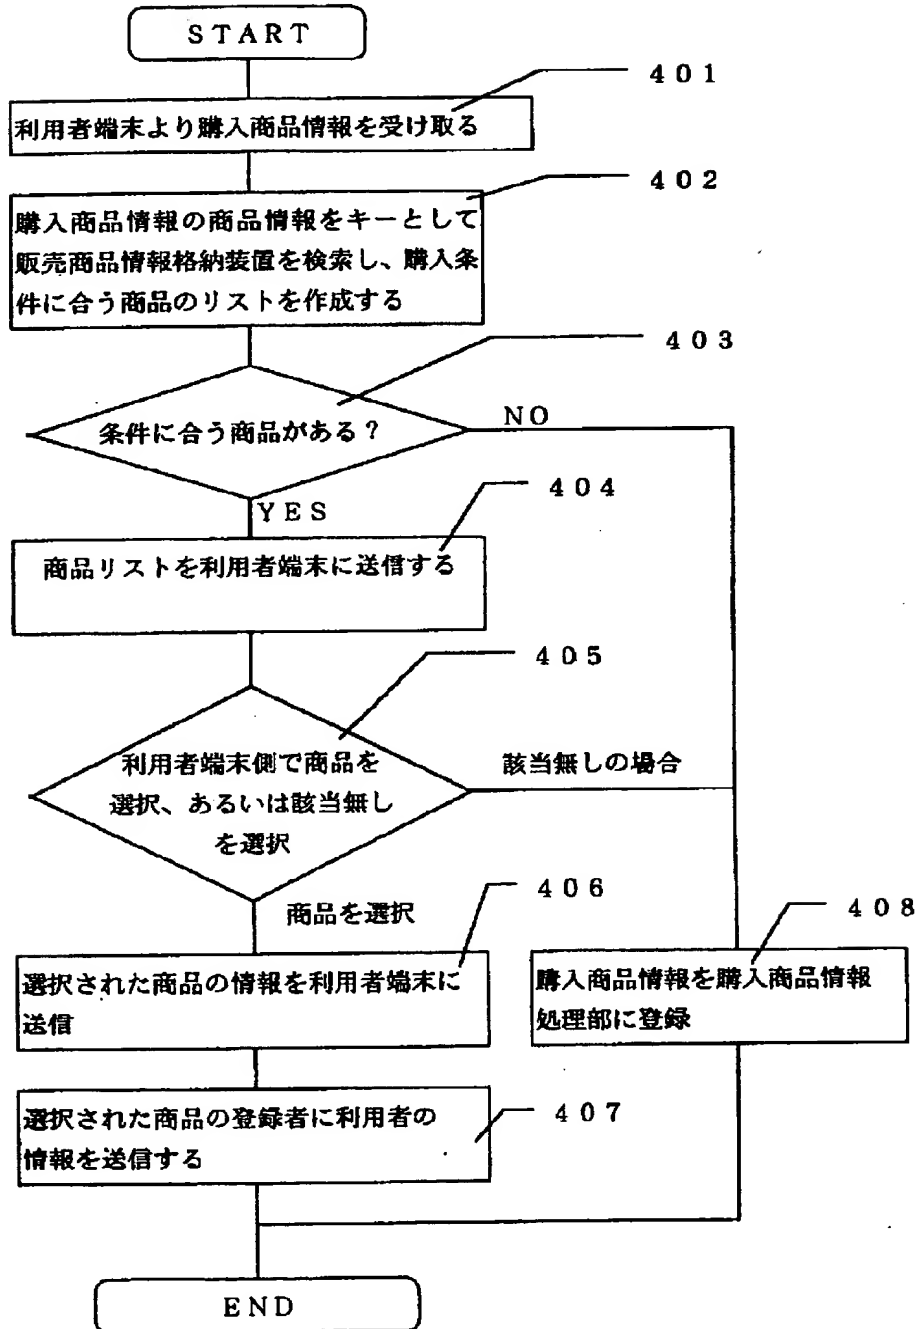 START
401
利用者端末より購入商品情報を受け取る
402
購入商品情報の商品情報をキーとして
販売商品情報格納装置を検索し、購入条
件に合う商品のリストを作成する
403
条件に合う商品がある？
NO
YES
404
商品リストを利用者端末に送信する
405
利用者端末側で商品を
選択、あるいは該当無し
を選択
該当無しの場合
商品を選択
406
選択された商品の情報を利用者端末に
送信
408
購入商品情報を購入商品情報
処理部に登録
407
選択された商品の登録者に利用者の
情報を送信する
END